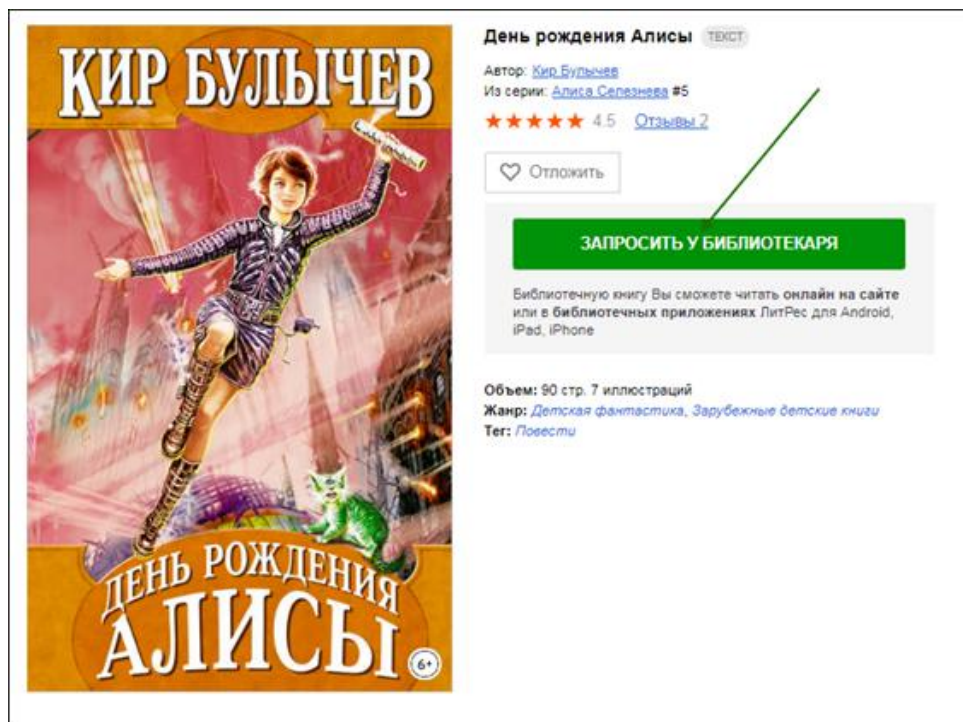 КИР БУЛЫЧЕВ
ДЕНЬ РОЖДЕНИЯ
АЛИСЫ
6+
День рождения Алисы ТЕКСТ
Автор: Кир Булычев
Из серии: Алиса Селезнева #5
4.5 Отзывы 2
Отложить
ЗАПРОСИТЬ У БИБЛИОТЕКАРЯ
Библиотечную книгу Вы сможете читать онлайн на сайте
или в библиотечных приложениях ЛитРес для Android,
iPad, iPhone
Объем: 90 стр. 7 иллюстраций
Жанр: Детская фантастика, Зарубежные детские книги
Тег: Повести